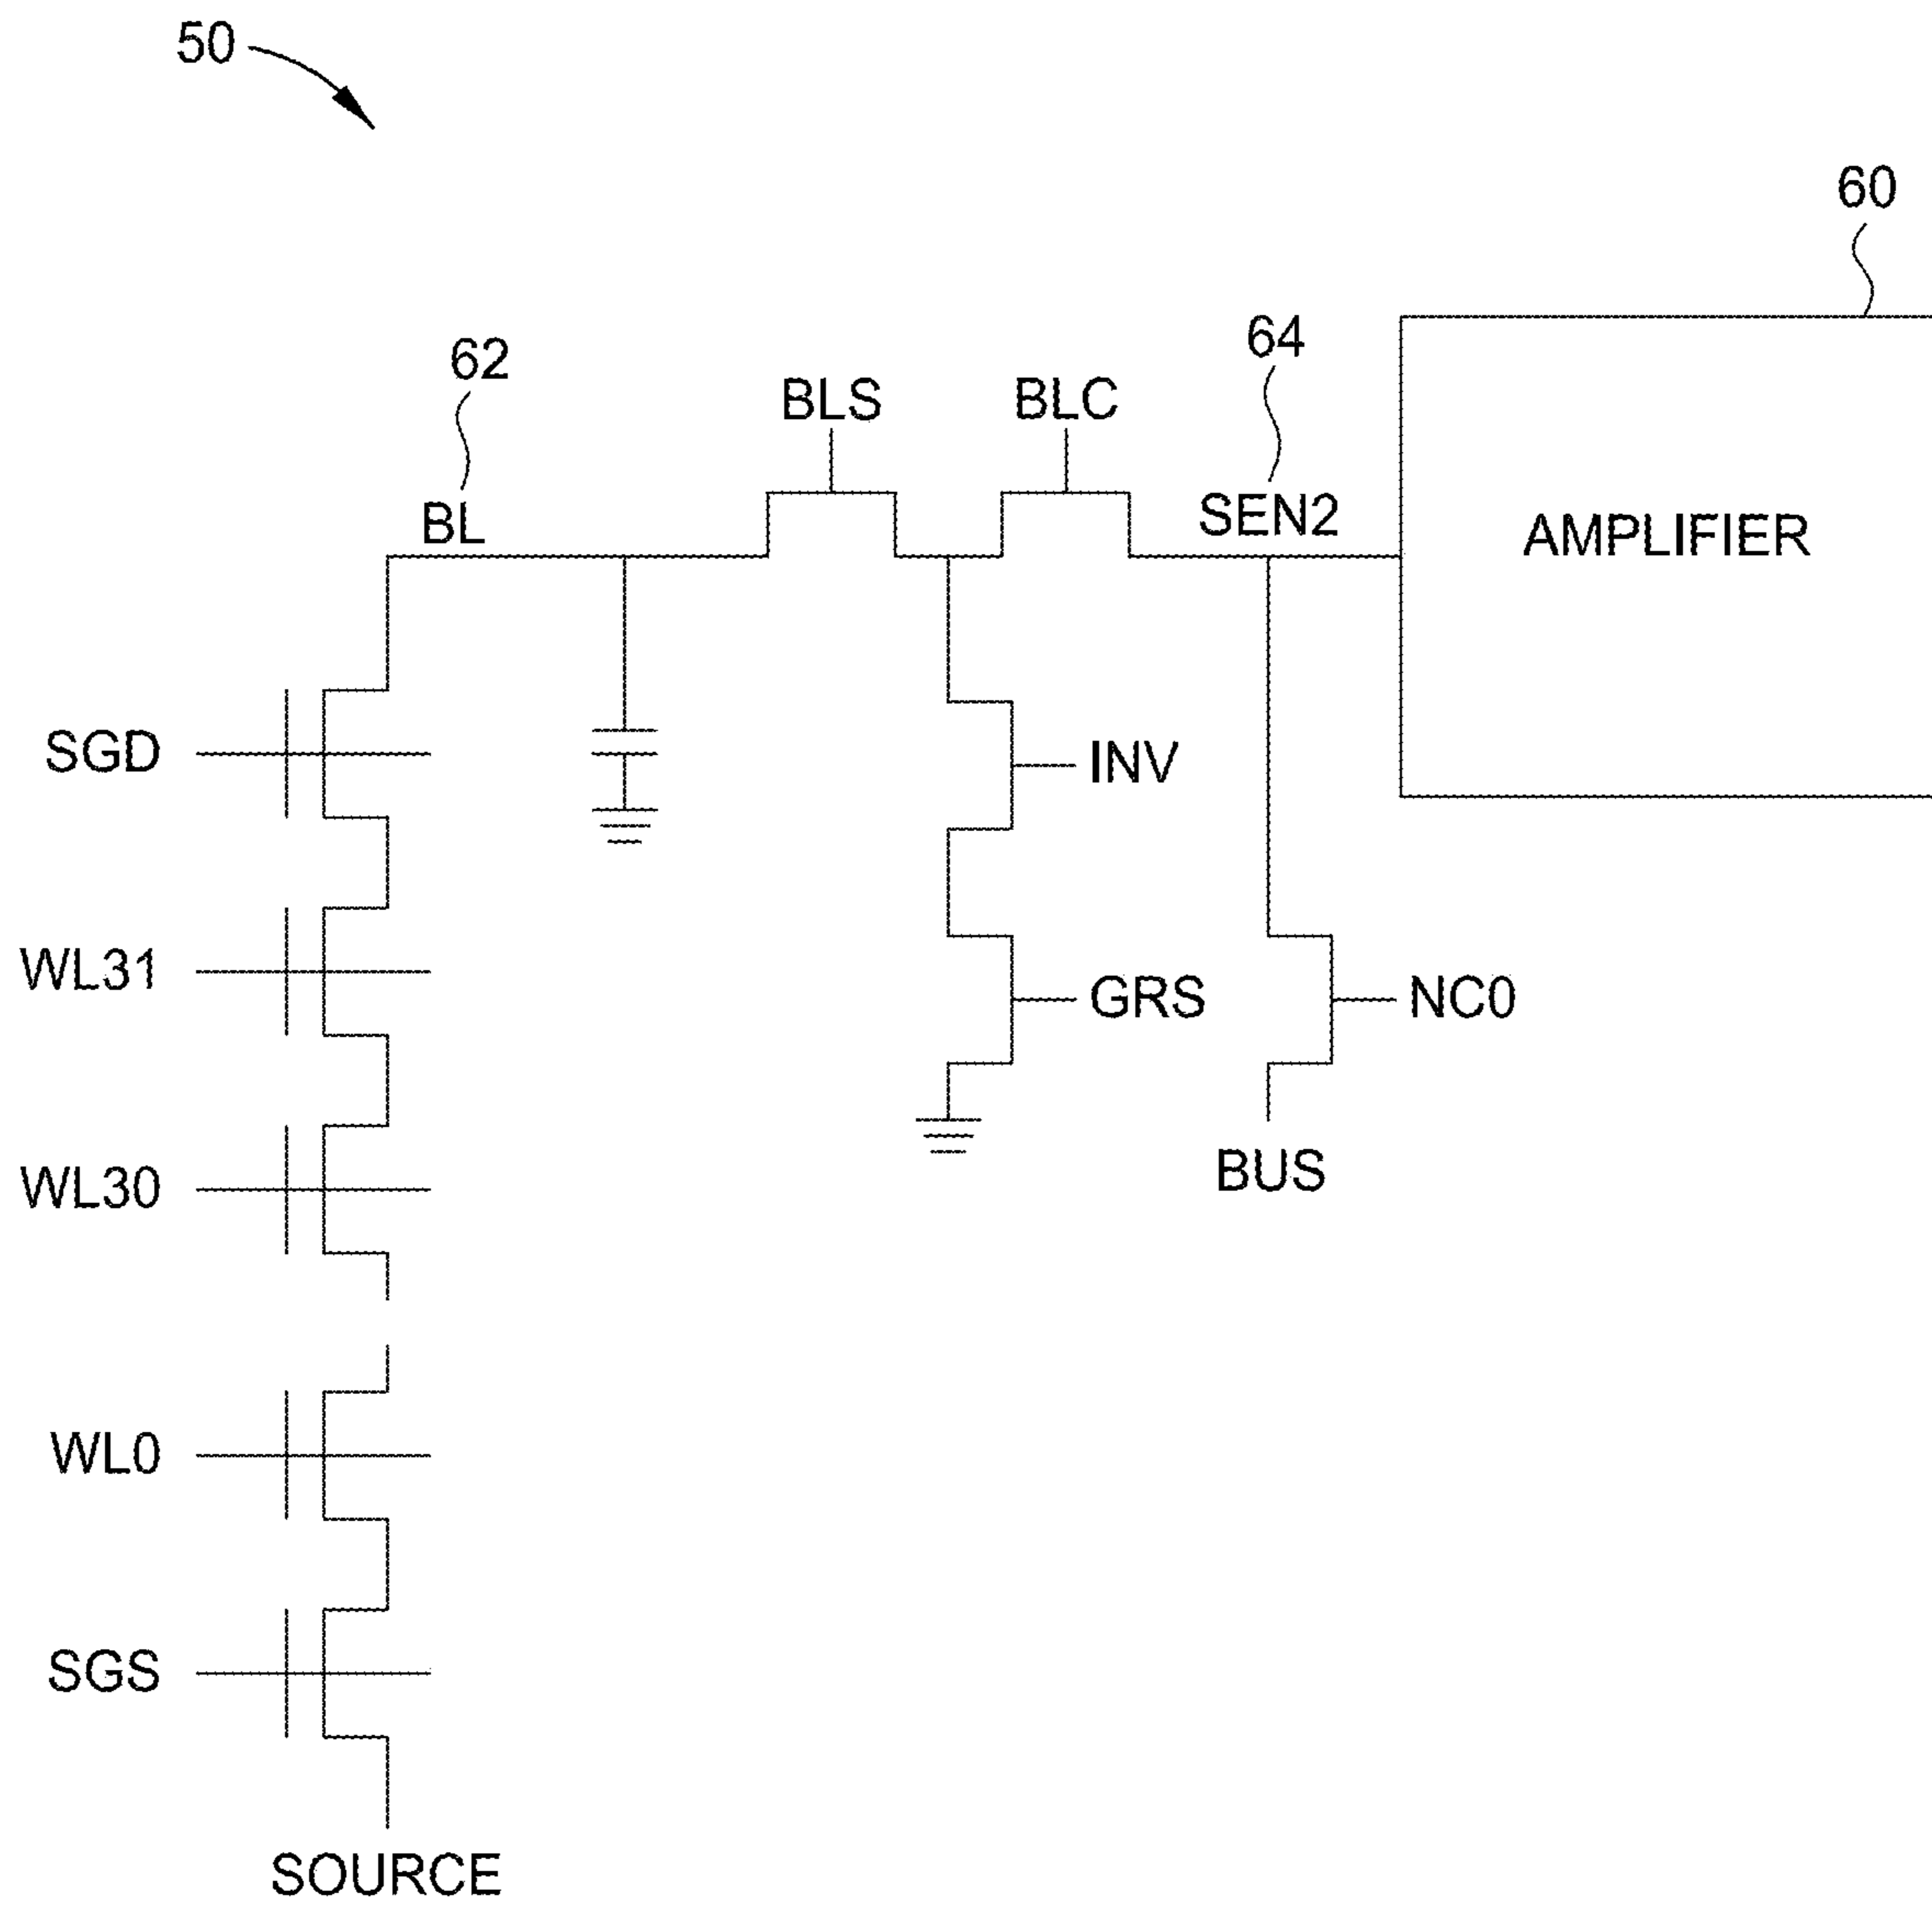 50
60
62
64
BLS
BLC
BL
SEN2
AMPLIFIER
SGD
INV
WL31
GRS
NC0
WL30
BUS
WL0
SGS
SOURCE